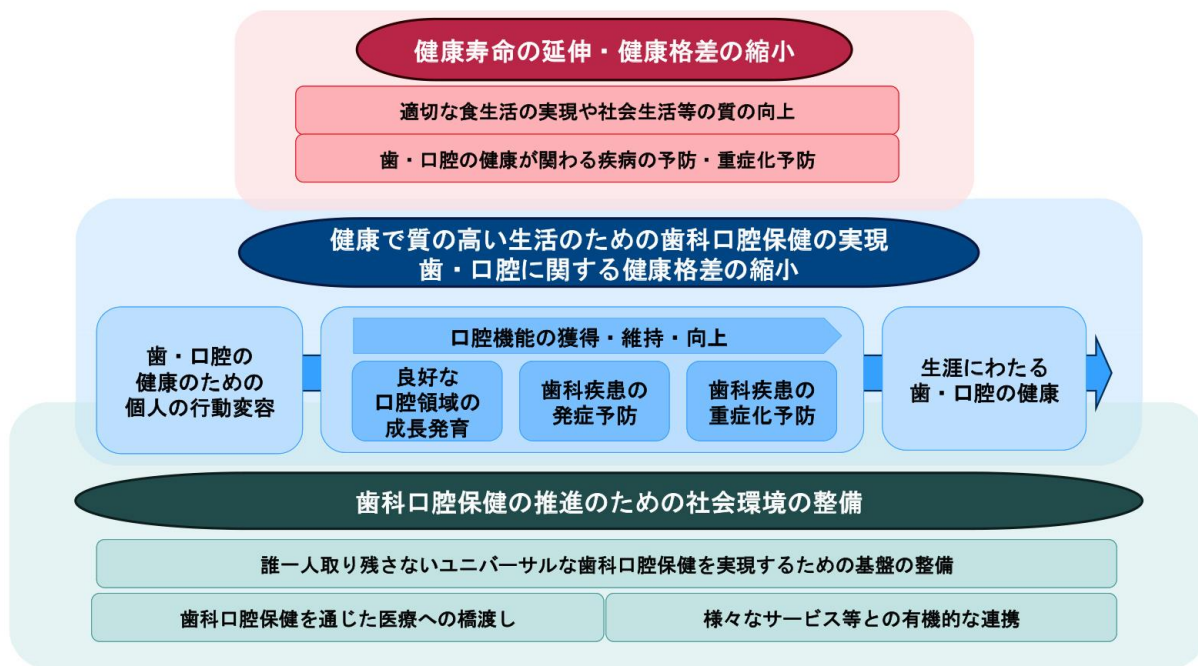 健康寿命の延伸・健康格差の縮小
適切な食生活の実現や社会生活等の質の向上
歯・口腔の健康が関わる疾病の予防・重症化予防
健康で質の高い生活のための歯科口腔保健の実現
歯・口腔に関する健康格差の縮小
歯・口腔の
健康のための
個人の行動変容
口腔機能の獲得・維持・向上
良好な
口腔領域の
成長発育
歯科疾患の
発症予防
歯科疾患の
重症化予防
生涯にわたる
歯・口腔の健康
歯科口腔保健の推進のための社会環境の整備
誰一人取り残さないユニバーサルな歯科口腔保健を実現するための基盤の整備
歯科口腔保健を通じた医療への橋渡し
様々なサービス等との有機的な連携